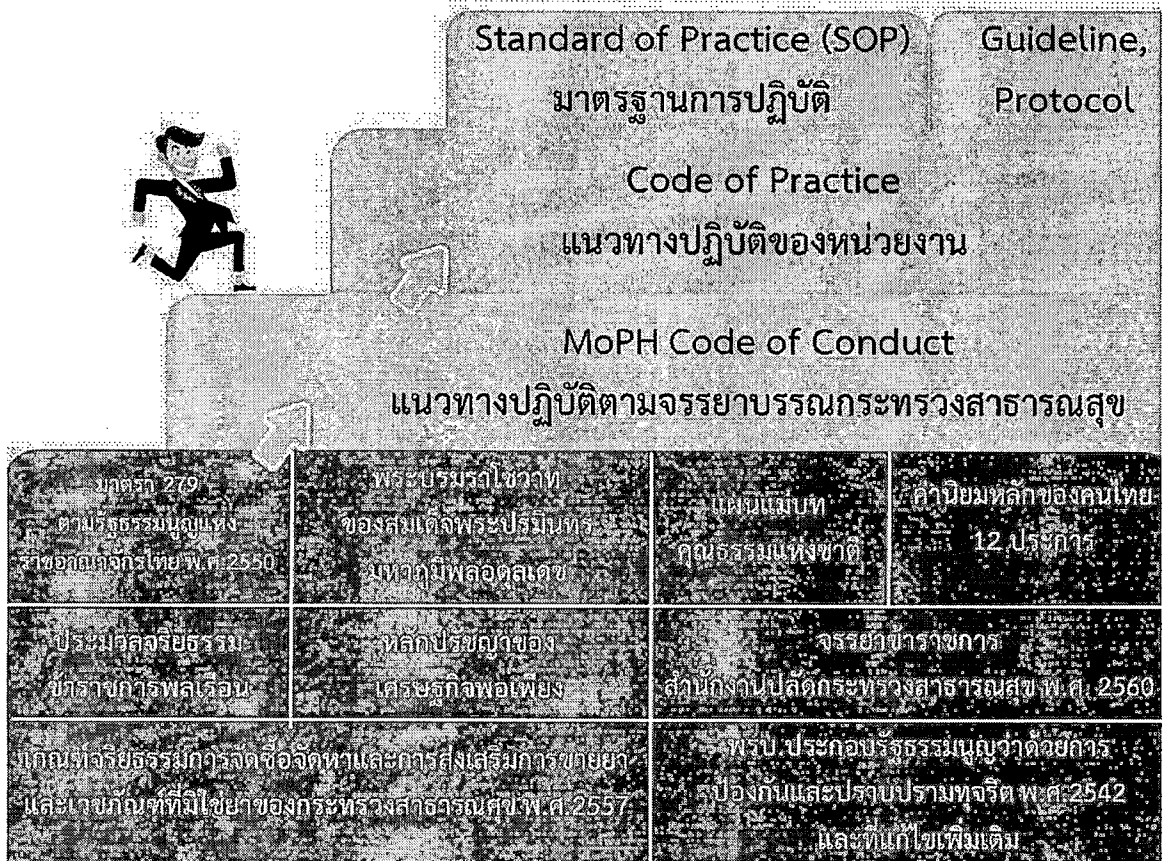 Standard of Practice (SOP)
มาตรฐานการปฏิบัติ
Guideline,
Protocol
Code of Practice
แนวทางปฏิบัติของหน่วยงาน
MoPH Code of Conduct
แนวทางปฏิบัติตามจรรยาบรรณกระทรวงสาธารณสุข
มาตรา 279
ตามรัฐธรรมนูญแห่ง
ราชอาณาจักรไทย พ.ศ.2550
พระบรมราโชวาท
ของสมเด็จพระปรมินทร
มหาภูมิพลอดุลเดช
แผนแม่บท
คุณธรรมแห่งชาติ
ค่านิยมหลักของคนไทย
12 ประการ
ประมวลจริยธรรม
ข้าราชการพลเรือน
หลักปรัชญาของ
เศรษฐกิจพอเพียง
จรรยาข้าราชการ
สำนักงานปลัดกระทรวงสาธารณสุข พ.ศ. 2560
เกณฑ์จริยธรรมการจัดซื้อจัดหาและการส่งเสริมการขายยา
และเวชภัณฑ์ที่มิใช่ยาของกระทรวงสาธารณสุข พ.ศ.2557
พรบ.ประกอบรัฐธรรมนูญว่าด้วยการ
ป้องกันและปราบปรามทุจริต พ.ศ.2542
และที่แก้ไขเพิ่มเติม